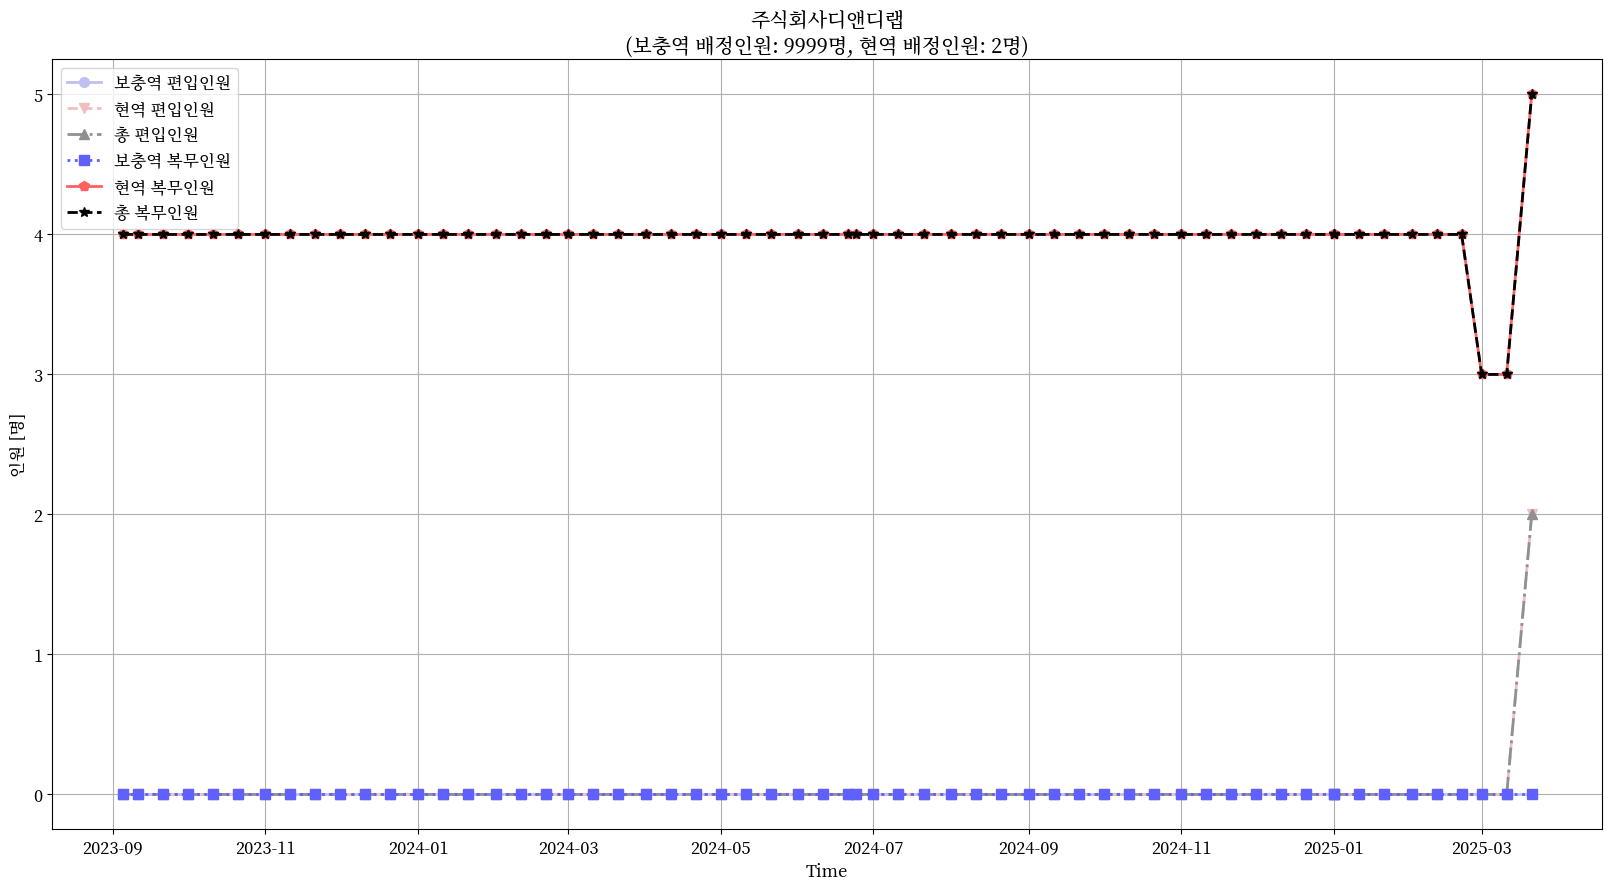 주식회사디앤디랩
(보충역 배정인원: 9999명, 현역 배정인원: 2명)
보충역 편입인원
현역 편입인원
총 편입인원
보충역 복무인원
현역 복무인원
총 복무인원
5
4
3
2
1
0
인원 [명]
2023-09 2023-11 2024-01 2024-03 2024-05 2024-07 2024-09 2024-11 2025-01 2025-03
Time